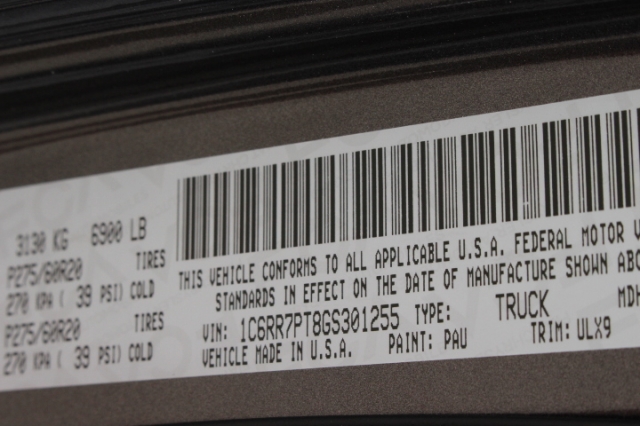 3130 KG 6900 LB
P275/60R20 TIRES
270 KPA ( 39 PSI) COLD
P275/60R20 TIRES
270 KPA ( 39 PSI) COLD
THIS VEHICLE CONFORMS TO ALL APPLICABLE U.S.A. FEDERAL MOTOR V
STANDARDS IN EFFECT ON THE DATE OF MANUFACTURE SHOWN ABO
VIN: 1C6RR7PT8GS301255 TYPE: TRUCK MDH
VEHICLE MADE IN U.S.A. PAINT: PAU TRIM: ULX9